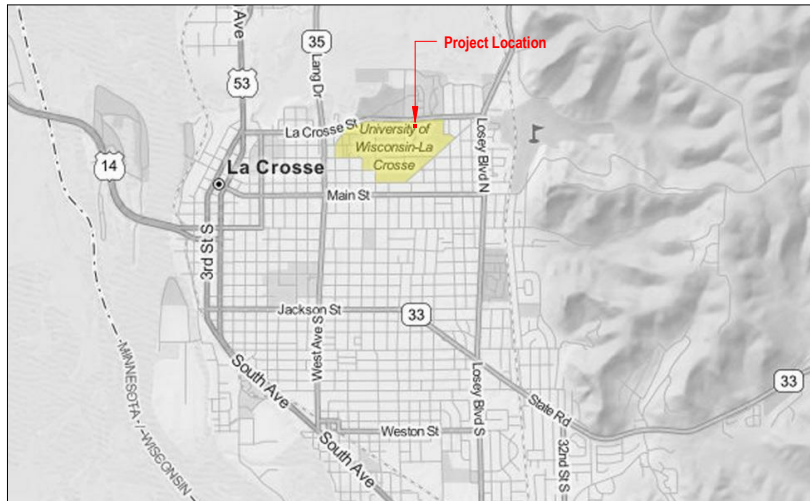 Ave
35
Project Location
Lang Dr
53
La Crosse St
University of
Wisconsin-La
Crosse
Losey Blvd N
14
La Crosse
Main St
3rd St S
Jackson St
33
West Ave S
South Ave
Losey Blvd S
State Rd
33
MINNESOTA
WISCONSIN
Weston St
South Ave
32nd St S